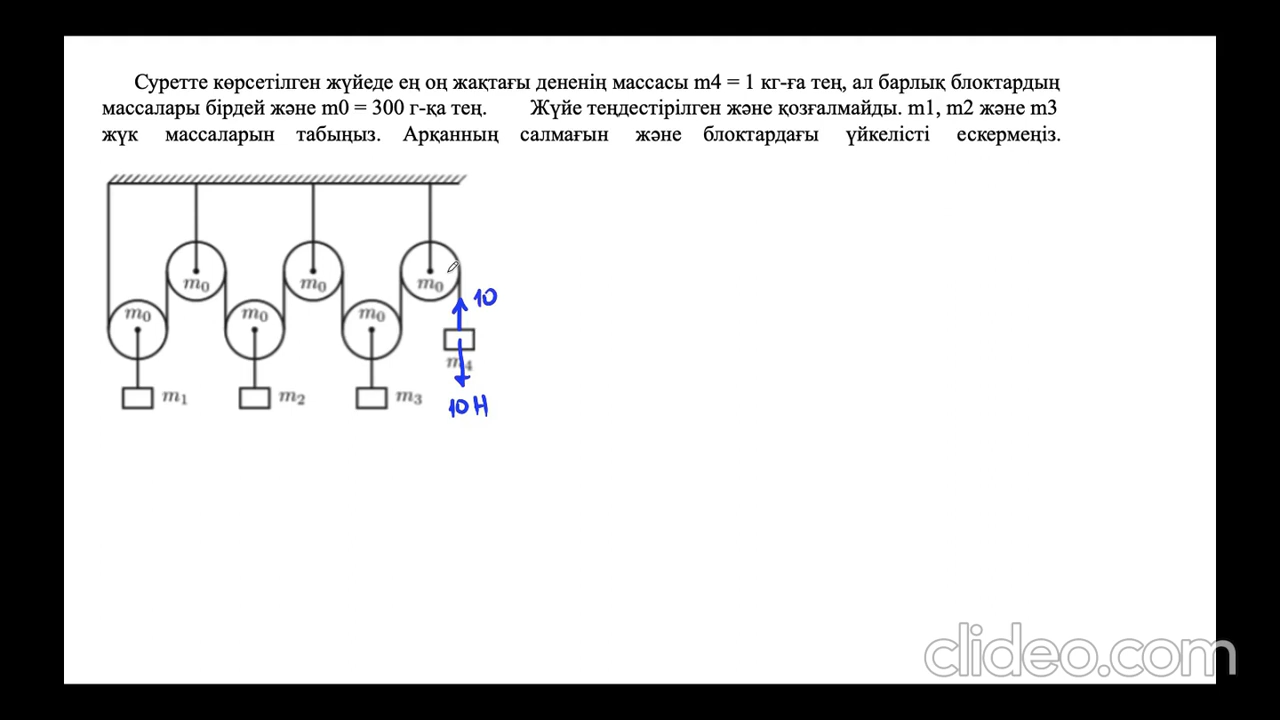 Суретте көрсетілген жүйеде ең оң жақтағы дененің массасы m4 = 1 кг-ға тең, ал барлық блоктардың
массалары бірдей және m0 = 300 г-қа тең. Жүйе теңдестірілген және қозғалмайды. m1, m2 және m3
жүк массаларын табыңыз. Арқанның салмағын және блоктардағы үйкелісті ескермеңіз.
m0 m0 m0
10
m0 m0 m0
m4
m1 m2 m3
10 Н
clideo.com